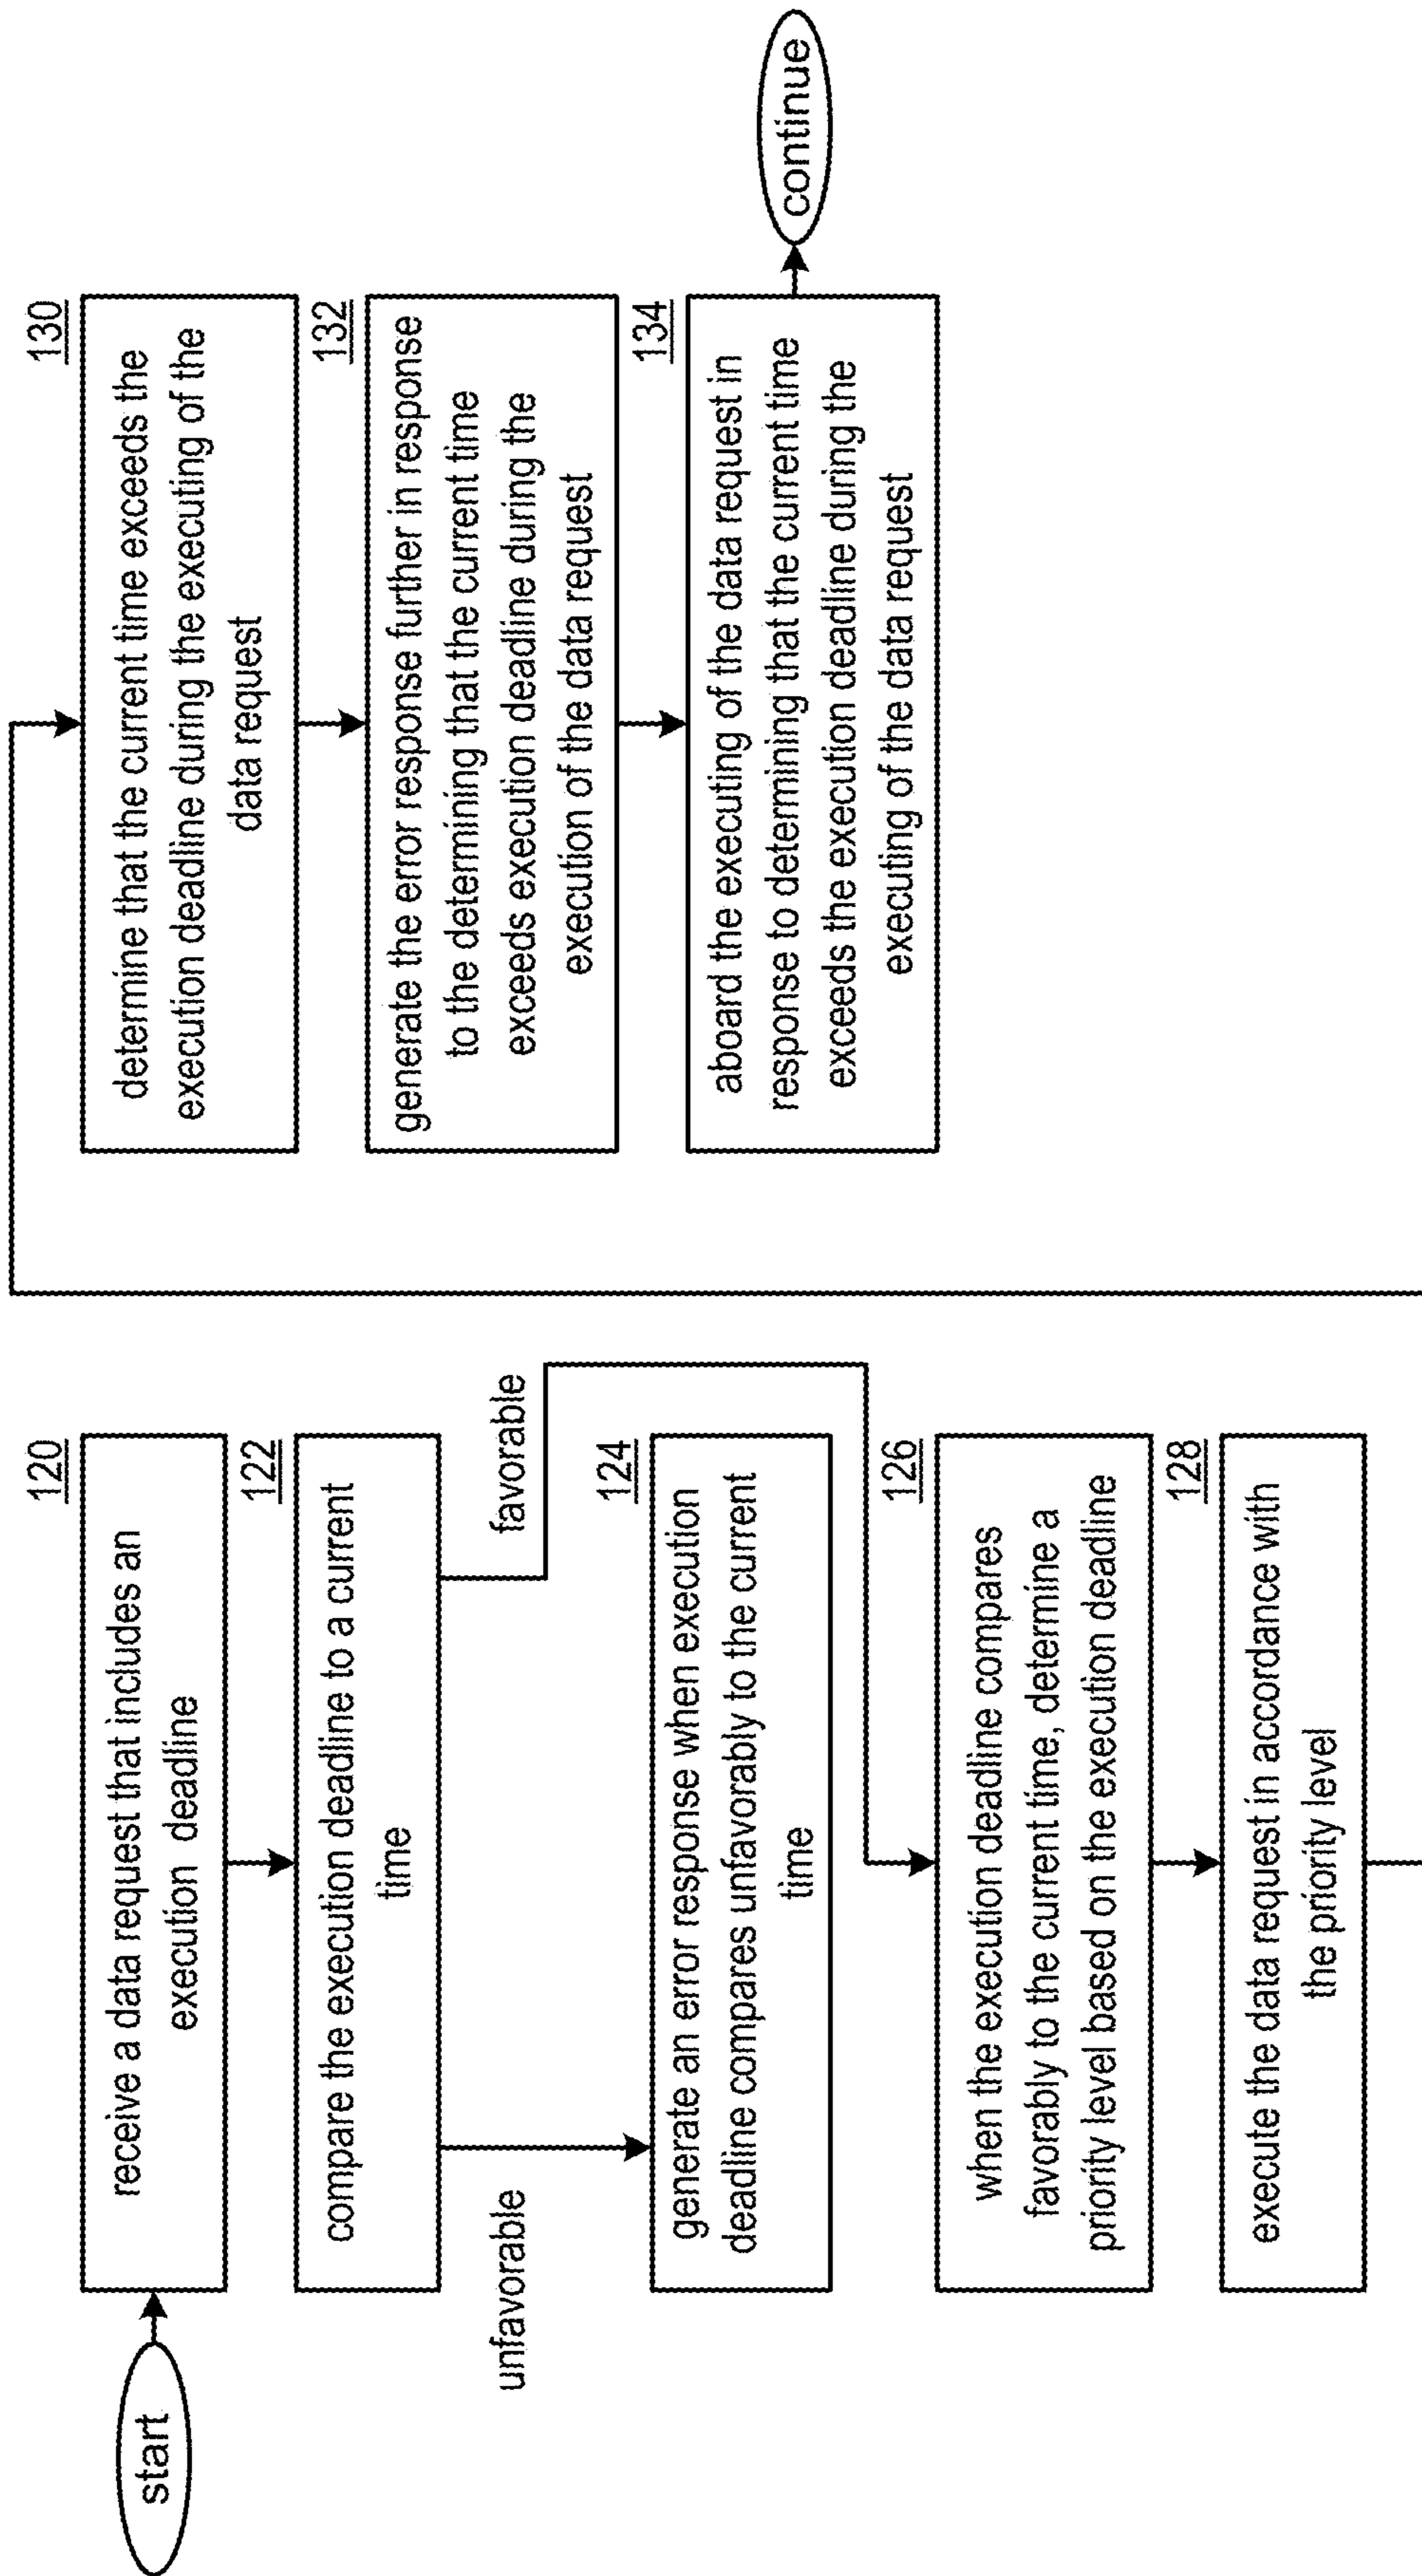 start
120
receive a data request that includes an
execution deadline
122
compare the execution deadline to a current
time
unfavorable
favorable
124
generate an error response when execution
deadline compares unfavorably to the current
time
126
when the execution deadline compares
favorably to the current time, determine a
priority level based on the execution deadline
128
execute the data request in accordance with
the priority level
130
determine that the current time exceeds the
execution deadline during the executing of the
data request
132
generate the error response further in response
to the determining that the current time
exceeds execution deadline during the
execution of the data request
134
aboard the executing of the data request in
response to determining that the current time
exceeds the execution deadline during the
executing of the data request
continue